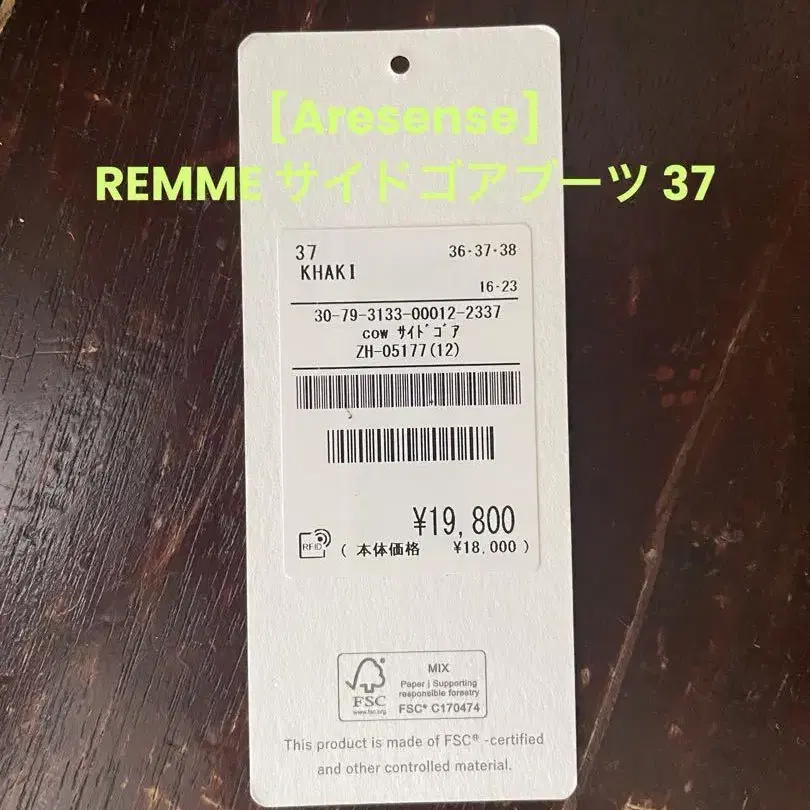 [Aresense]
REMME サイドゴアブーツ 37
37 36-37-38
KHAKI
16-23
30-79-3133-00012-2337
cow ｻｲﾄﾞｺﾞｱ
ZH-05177(12)
¥19,800
RFID ( 本体価格 ¥18,000 )
MIX
Paper | Supporting
responsible forestry
FSC® C170474
FSC
www.fsc.org
This product is made of FSC® -certified
and other controlled material.